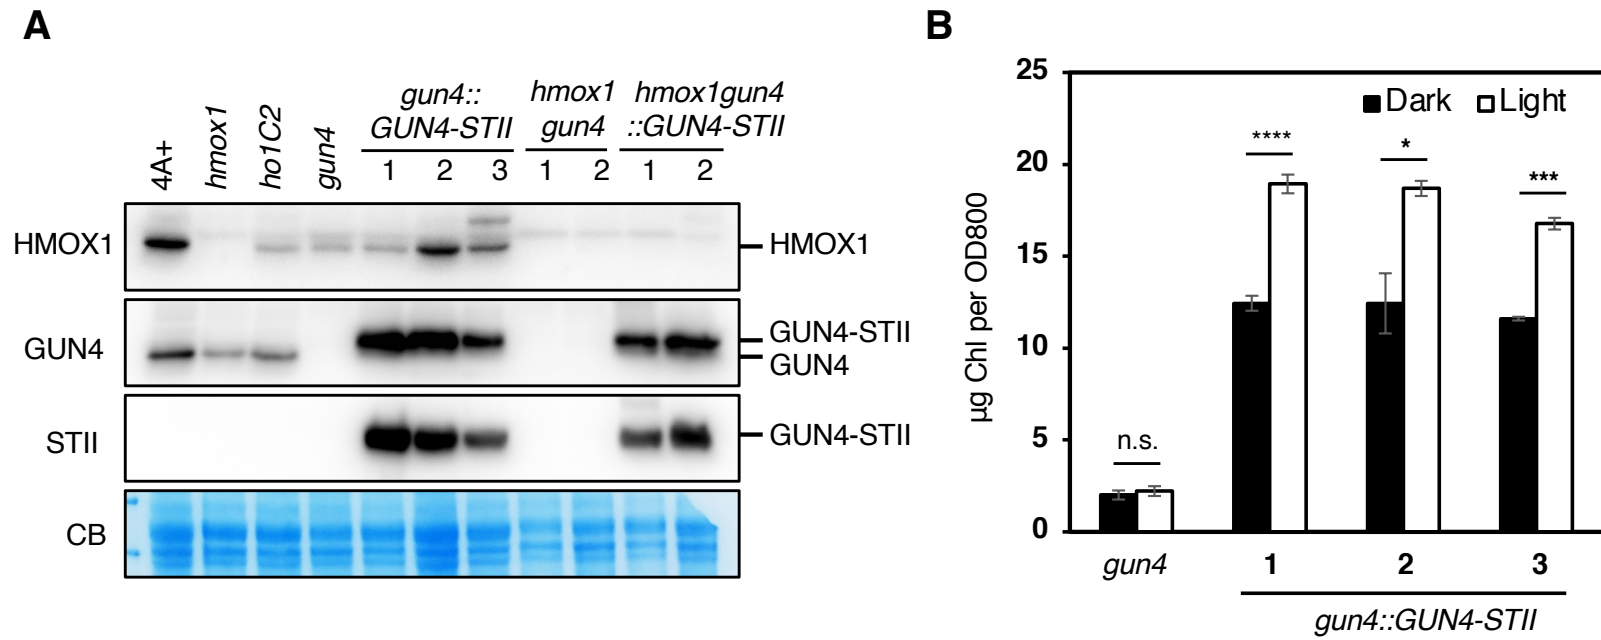 A
4A+
hmox1
ho1C2
gun4
gun4::
GUN4-STII
hmox1
gun4
hmox1gun4
::GUN4-STII
1 2 3 1 2 1 2
HMOX1
HMOX1
GUN4
GUN4-STII
GUN4
STII
GUN4-STII
CB
B
25
20
15
10
5
0
µg Chl per OD800
Dark Light
n.s.
****
*
***
gun4 1 2 3
gun4::GUN4-STII